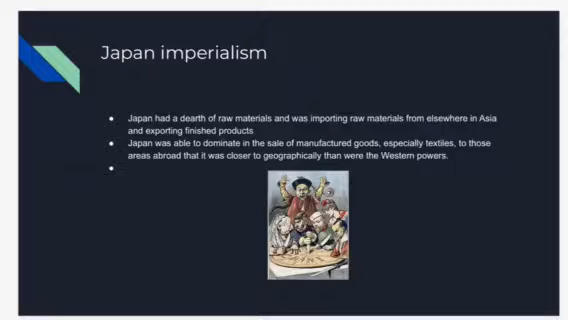 Japan imperialism
● Japan had a dearth of raw materials and was importing raw materials from elsewhere in Asia
and exporting finished products
● Japan was able to dominate in the sale of manufactured goods, especially textiles, to those
areas abroad that it was closer to geographically than were the Western powers.
●